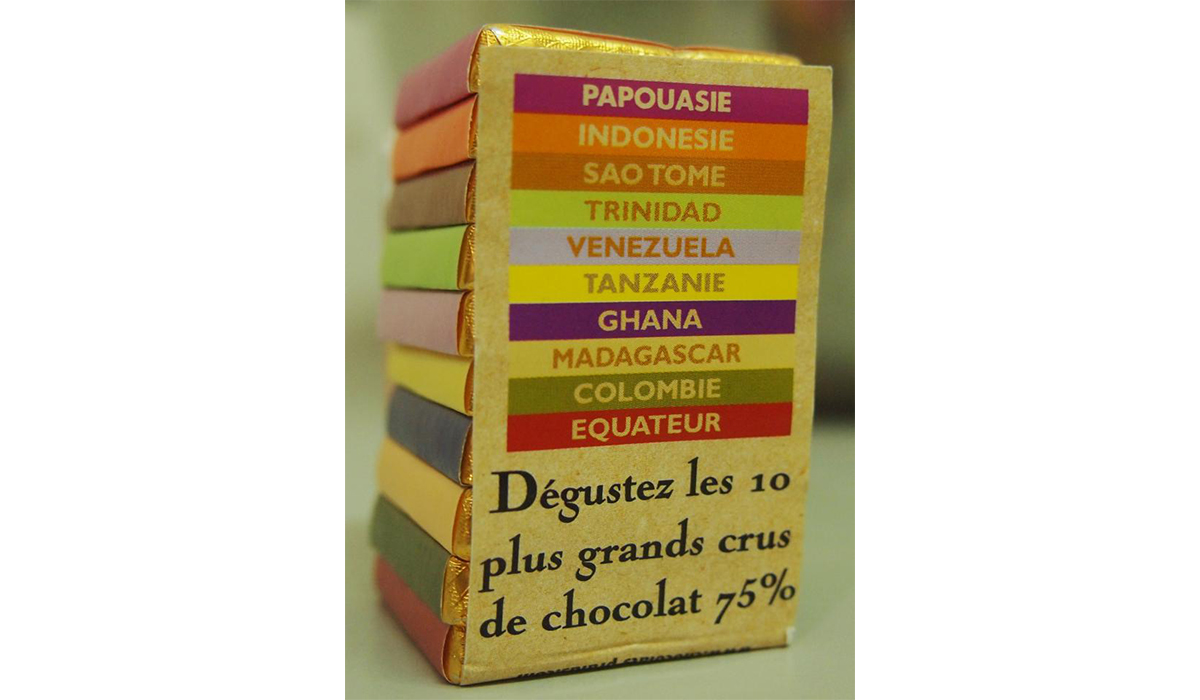 PAPOUASIE
INDONESIE
SAO TOME
TRINIDAD
VENEZUELA
TANZANIE
GHANA
MADAGASCAR
COLOMBIE
EQUATEUR
Dégustez les 10
plus grands crus
de chocolat 75%